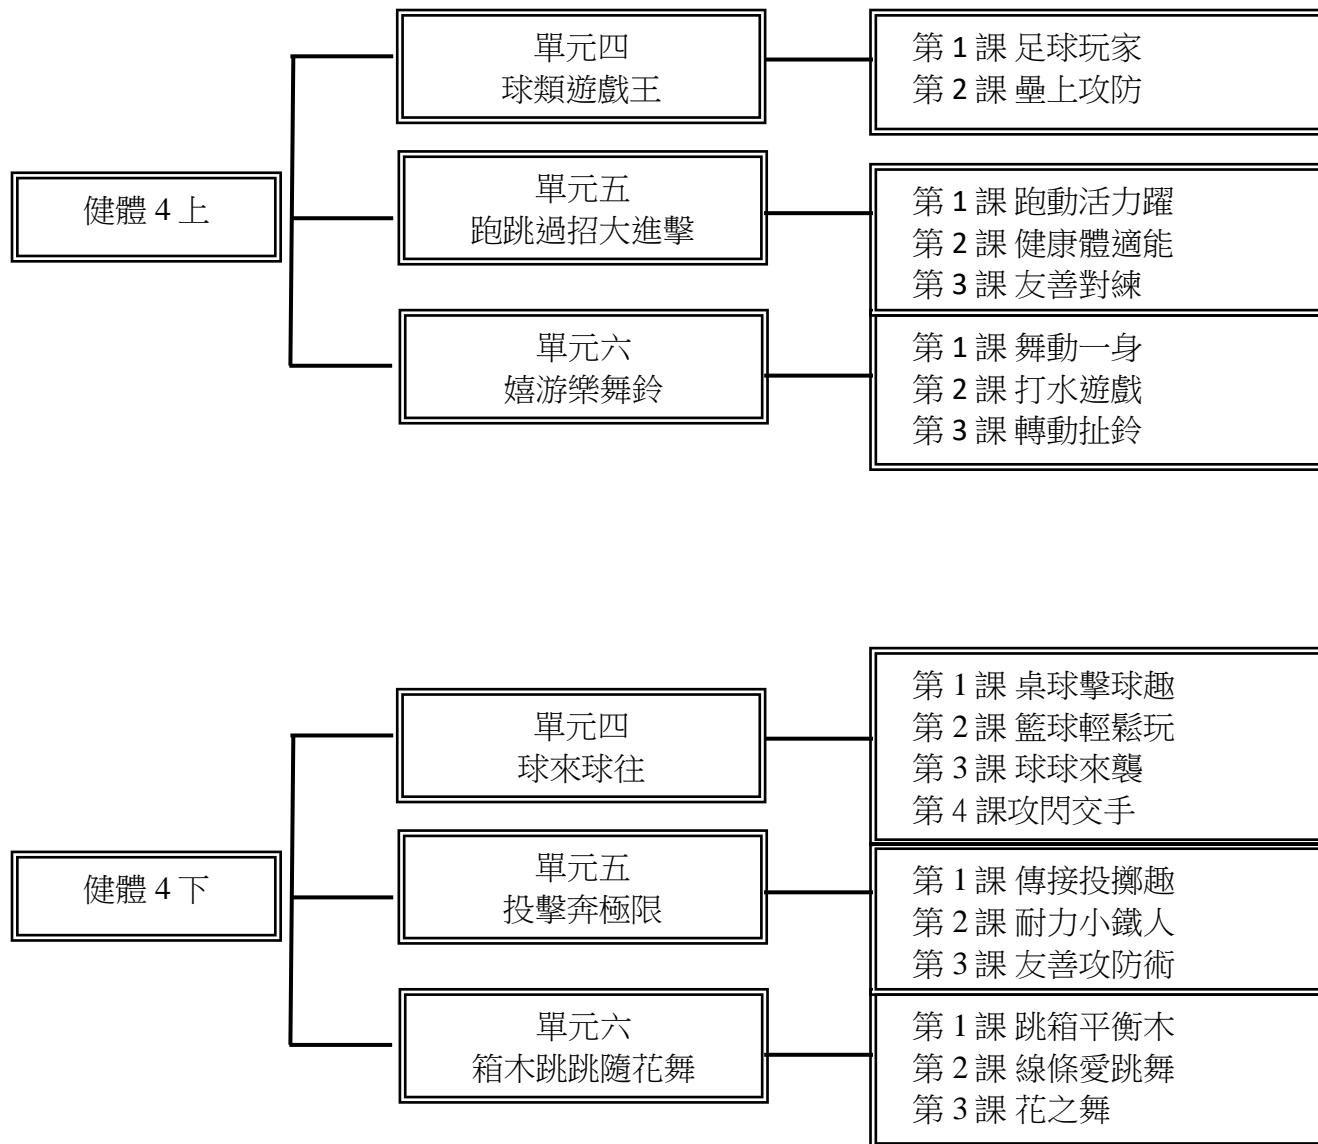 健體 4 上
單元四
球類遊戲王
第 1 課 足球玩家
第 2 課 壘上攻防
單元五
跑跳過招大進擊
第 1 課 跑動活力躍
第 2 課 健康體適能
第 3 課 友善對練
單元六
嬉游樂舞鈴
第 1 課 舞動一身
第 2 課 打水遊戲
第 3 課 轉動扯鈴
健體 4 下
單元四
球來球往
第 1 課 桌球擊球趣
第 2 課 籃球輕鬆玩
第 3 課 球球來襲
第 4 課攻閃交手
單元五
投擊奔極限
第 1 課 傳接投擲趣
第 2 課 耐力小鐵人
第 3 課 友善攻防術
單元六
箱木跳跳隨花舞
第 1 課 跳箱平衡木
第 2 課 線條愛跳舞
第 3 課 花之舞